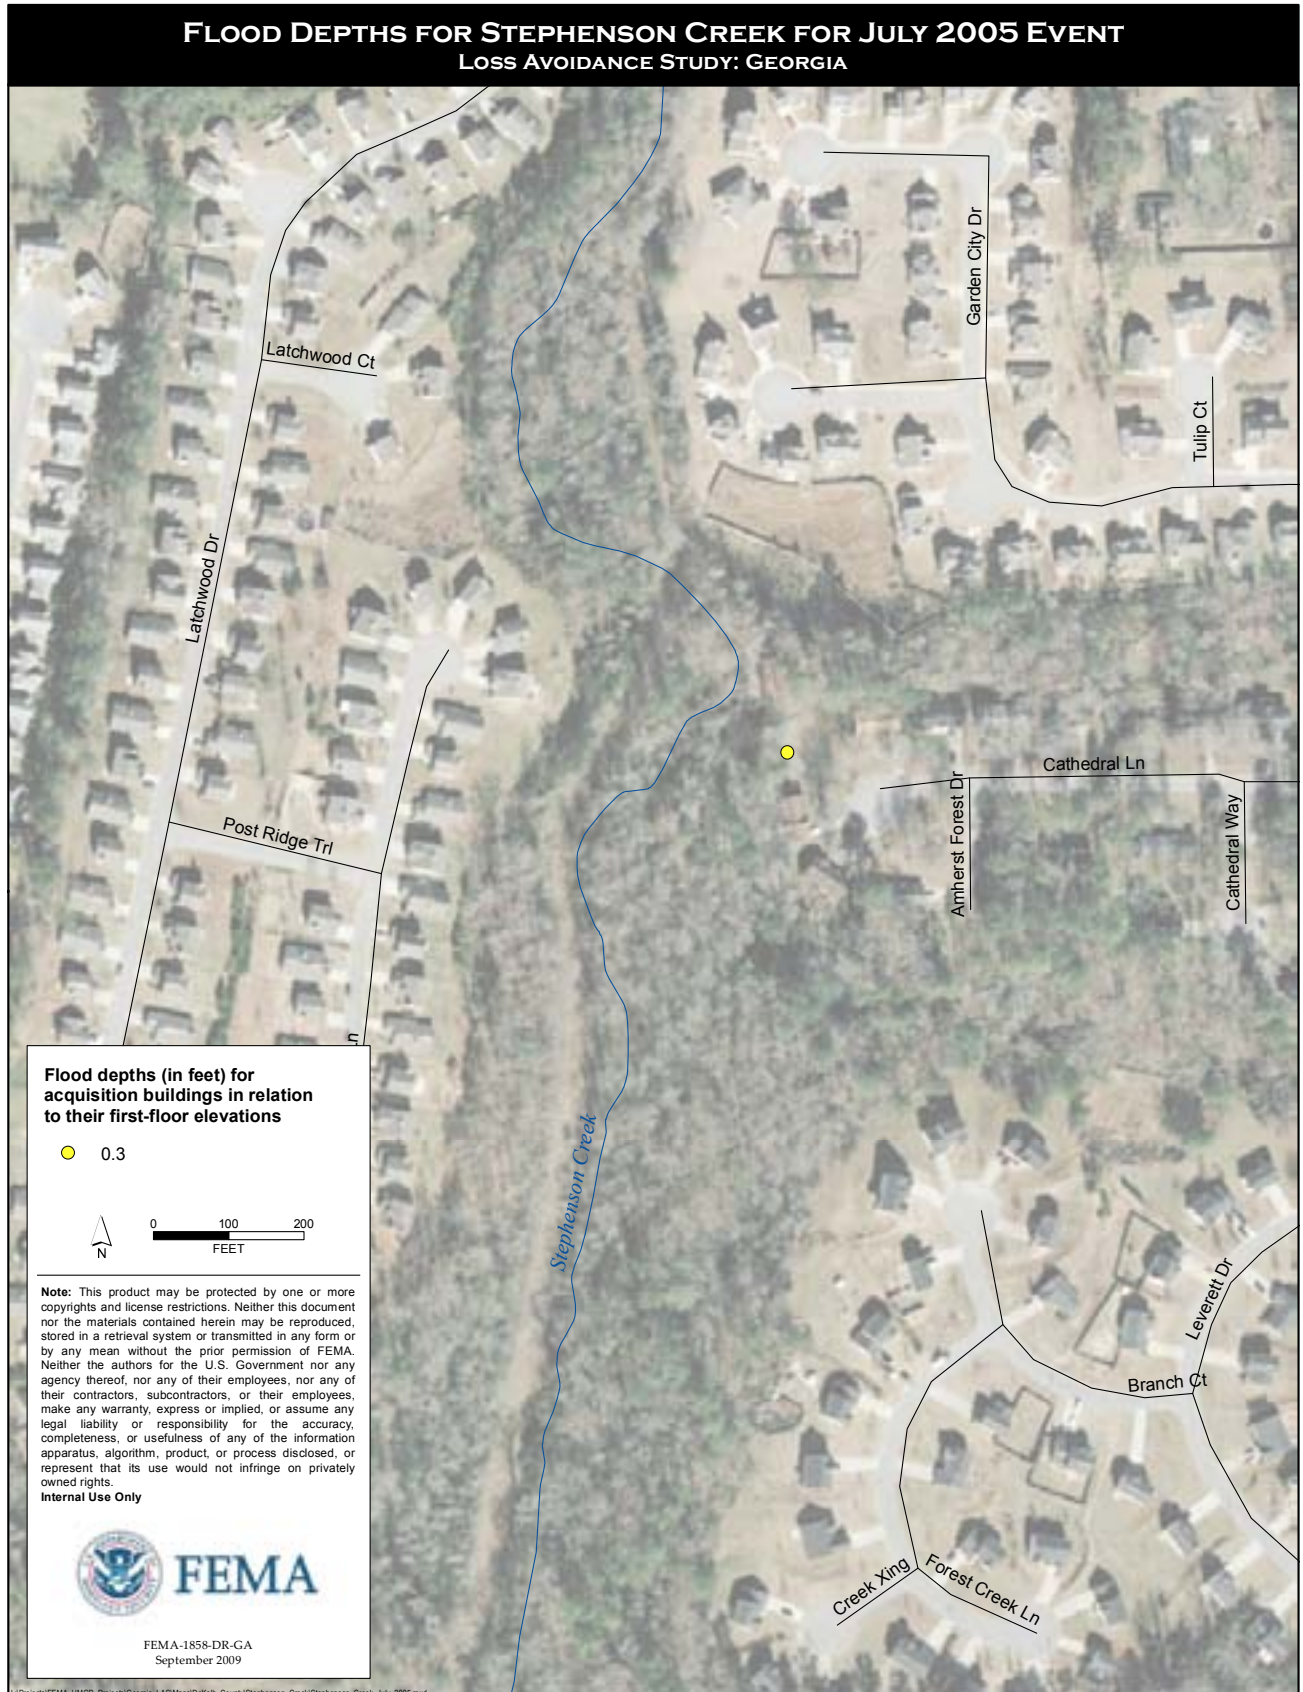 FLOOD DEPTHS FOR STEPHENSON CREEK FOR JULY 2005 EVENT
LOSS AVOIDANCE STUDY: GEORGIA
Garden City Dr
Latchwood Ct
Tulip Ct
Latchwood Dr
Cathedral Ln
Amherst Forest Dr
Cathedral Way
Post Ridge Trl
Ln
Stephenson Creek
Leverett Dr
Branch Ct
Creek Xing
Forest Creek Ln
Flood depths (in feet) for
acquisition buildings in relation
to their first-floor elevations
0.3
N
0 100 200
FEET
Note: This product may be protected by one or more
copyrights and license restrictions. Neither this document
nor the materials contained herein may be reproduced,
stored in a retrieval system or transmitted in any form or
by any mean without the prior permission of FEMA.
Neither the authors for the U.S. Government nor any
agency thereof, nor any of their employees, nor any of
their contractors, subcontractors, or their employees,
make any warranty, express or implied, or assume any
legal liability or responsibility for the accuracy,
completeness, or usefulness of any of the information
apparatus, algorithm, product, or process disclosed, or
represent that its use would not infringe on privately
owned rights.
Internal Use Only
FEMA
FEMA-1858-DR-GA
September 2009